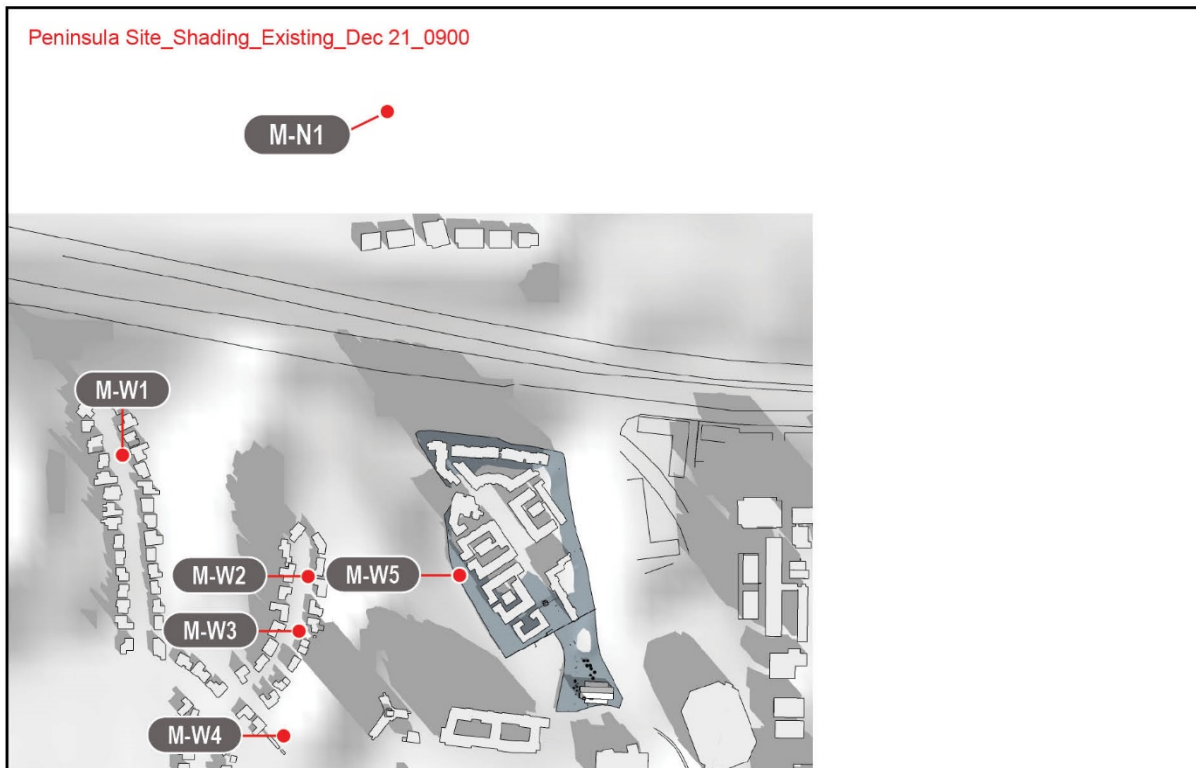 Peninsula Site_Shading_Existing_Dec 21_0900
M-N1
M-W1
M-W2
M-W5
M-W3
M-W4